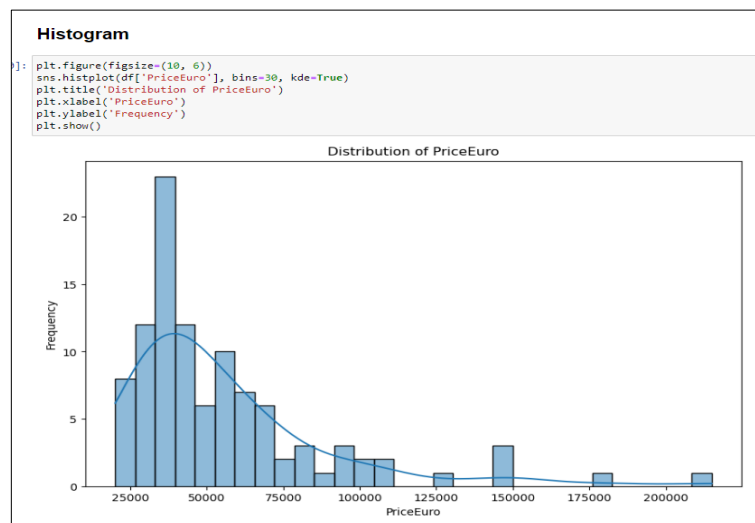 Histogram
]: plt.figure(figsize=(10, 6))
sns.histplot(df['PriceEuro'], bins=30, kde=True)
plt.title('Distribution of PriceEuro')
plt.xlabel('PriceEuro')
plt.ylabel('Frequency')
plt.show()
Distribution of PriceEuro
20
15
10
5
0
Frequency
25000 50000 75000 100000 125000 150000 175000 200000
PriceEuro